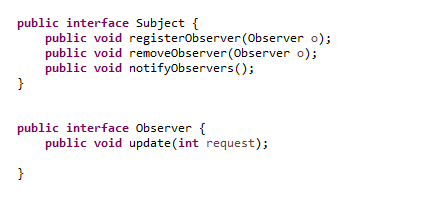 public interface Subject {
    public void registerObserver(Observer o);
    public void removeObserver(Observer o);
    public void notifyObservers();
}
public interface Observer {
    public void update(int request);
}